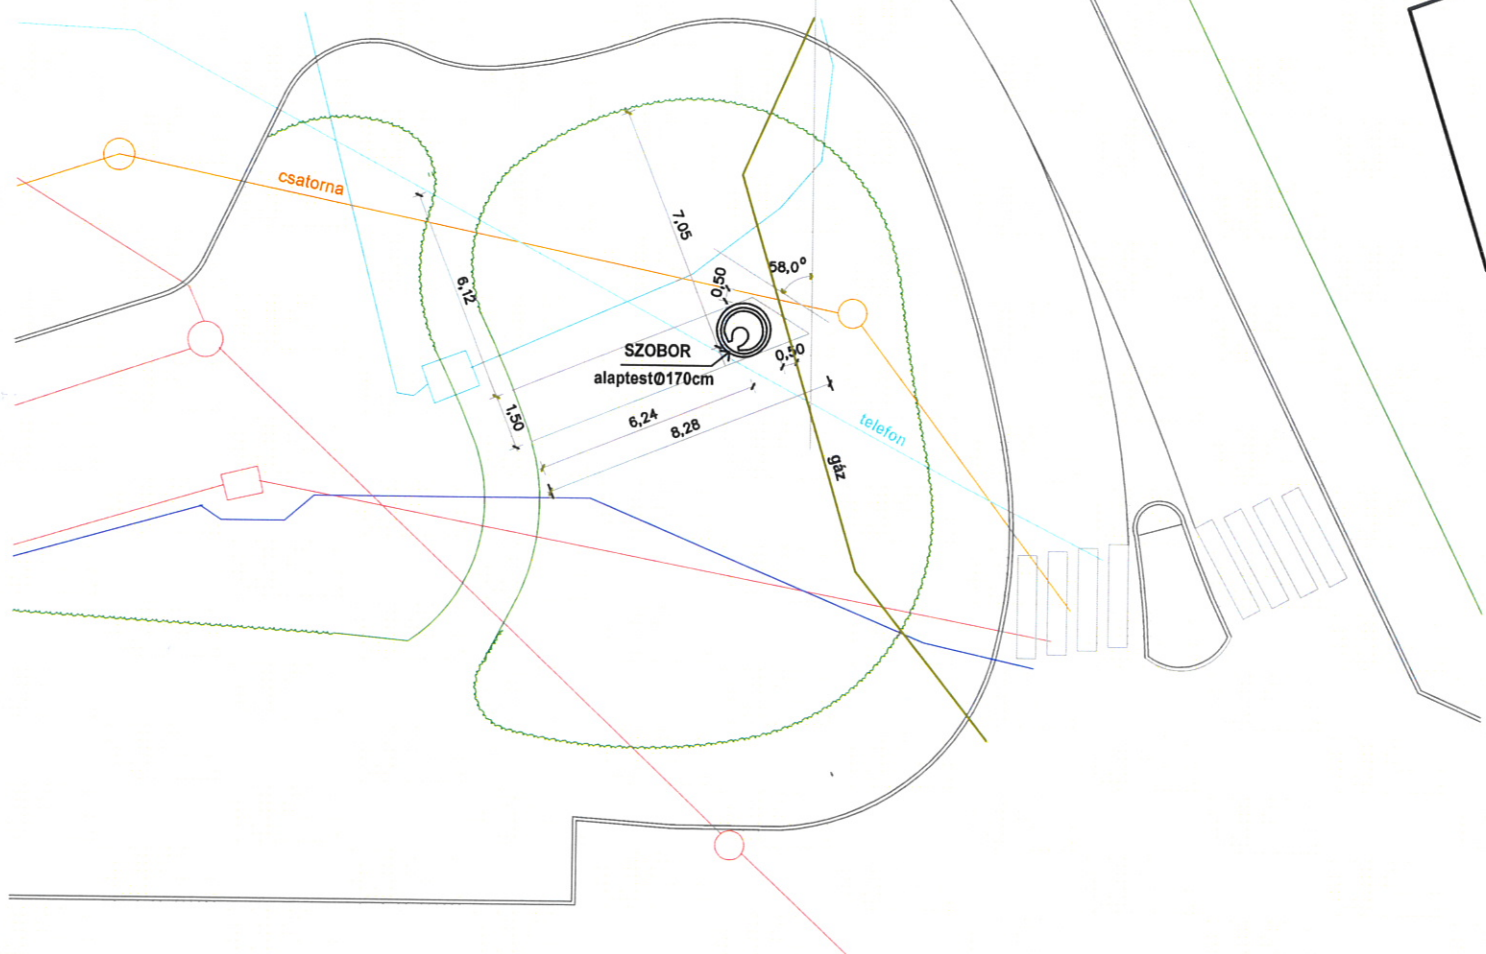 csatorna
7,05
58,0°
0,50
6,12
SZOBOR
0,50
alaptestØ170cm
1,50
6,24
8,28
telefon
gáz